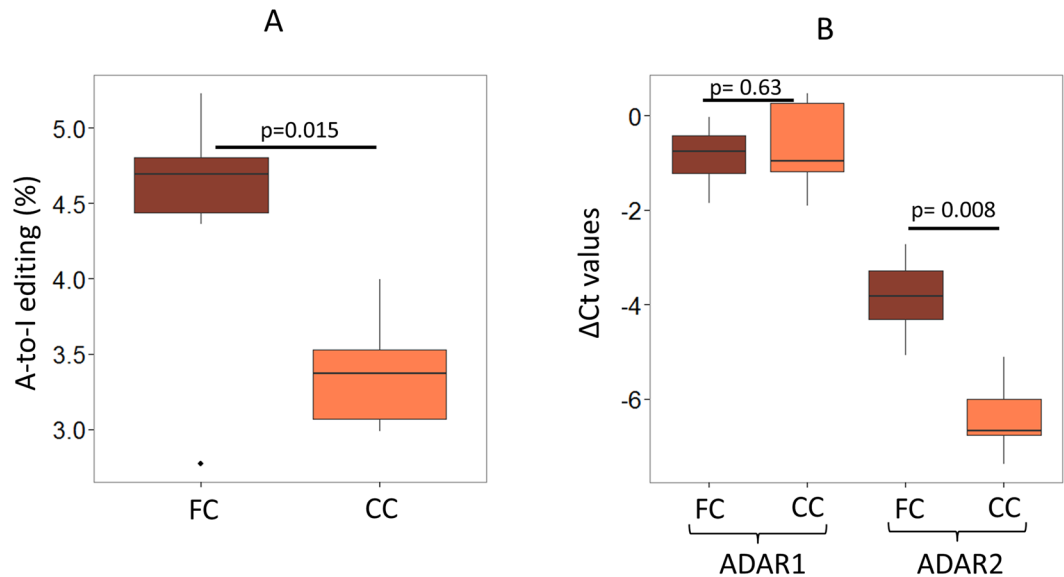 A
A-to-I editing (%)
5.0
4.5
4.0
3.5
3.0
p=0.015
FC CC
B
ΔCt values
0
-2
-4
-6
p= 0.63
p= 0.008
FC CC FC CC
ADAR1 ADAR2